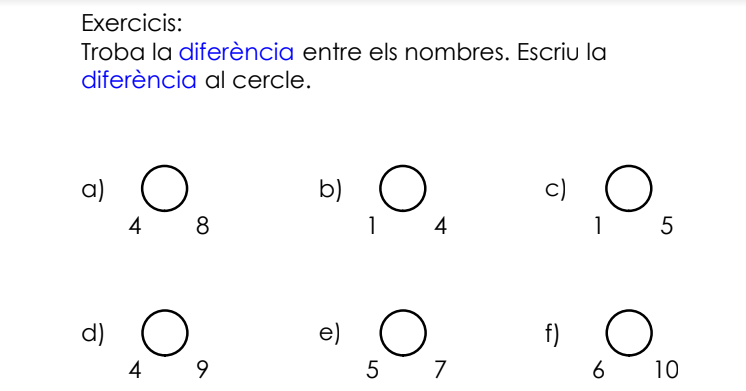 Exercicis:
Troba la diferència entre els nombres. Escriu la
diferència al cercle.
a) b) c)
4 8 1 4 1 5
d) e) f)
4 9 5 7 6 10